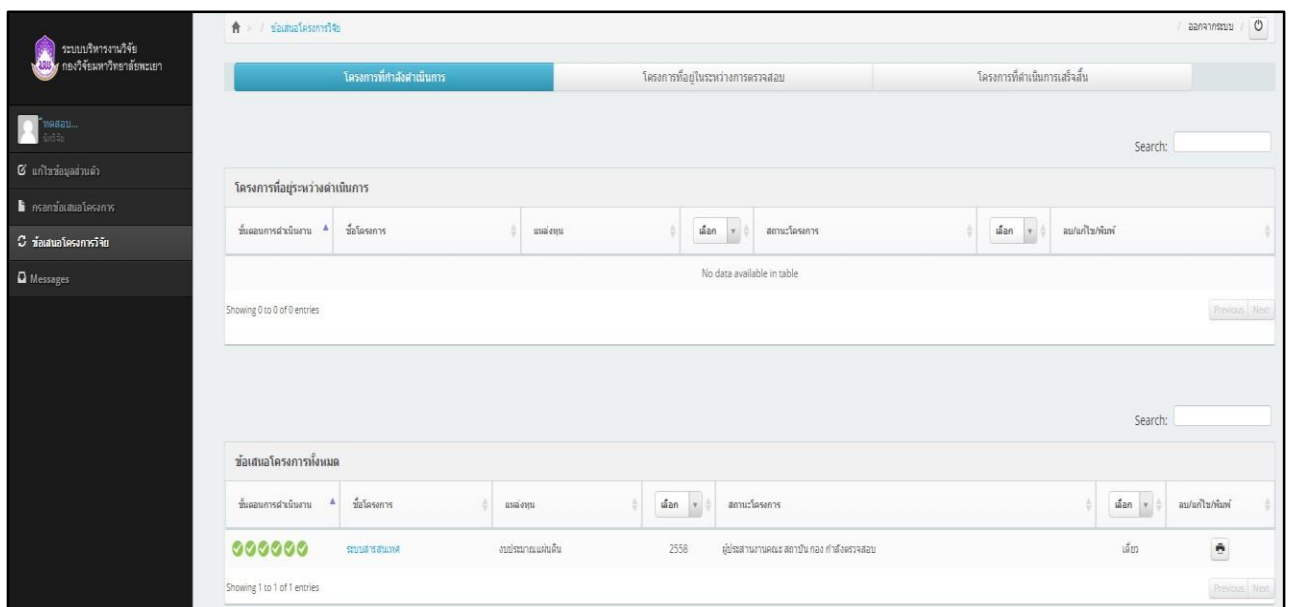 ระบบบริหารงานวิจัย
กองวิจัยมหาวิทยาลัยพะเยา
ทดสอบ...
นักวิจัย
แก้ไขข้อมูลส่วนตัว
กรอกข้อเสนอโครงการ
ข้อเสนอโครงการวิจัย
Messages
> / ข้อเสนอโครงการวิจัย / ออกจากระบบ /
โครงการที่กำลังดำเนินการ โครงการที่อยู่ในระหว่างการตรวจสอบ โครงการที่ดำเนินการเสร็จสิ้น
Search:
โครงการที่อยู่ระหว่างดำเนินการ
ขั้นตอนการดำเนินงาน ชื่อโครงการ แหล่งทุน เลือก สถานะโครงการ เลือก ลบ/แก้ไข/พิมพ์
No data available in table
Showing 0 to 0 of 0 entries Previous Next
Search:
ข้อเสนอโครงการทั้งหมด
ขั้นตอนการดำเนินงาน ชื่อโครงการ แหล่งทุน เลือก สถานะโครงการ เลือก ลบ/แก้ไข/พิมพ์
ระบบสารสนเทศ งบประมาณแผ่นดิน 2558 ผู้ประสานงานคณะ สถาบัน กอง กำลังตรวจสอบ เดี่ยว
Showing 1 to 1 of 1 entries Previous Next